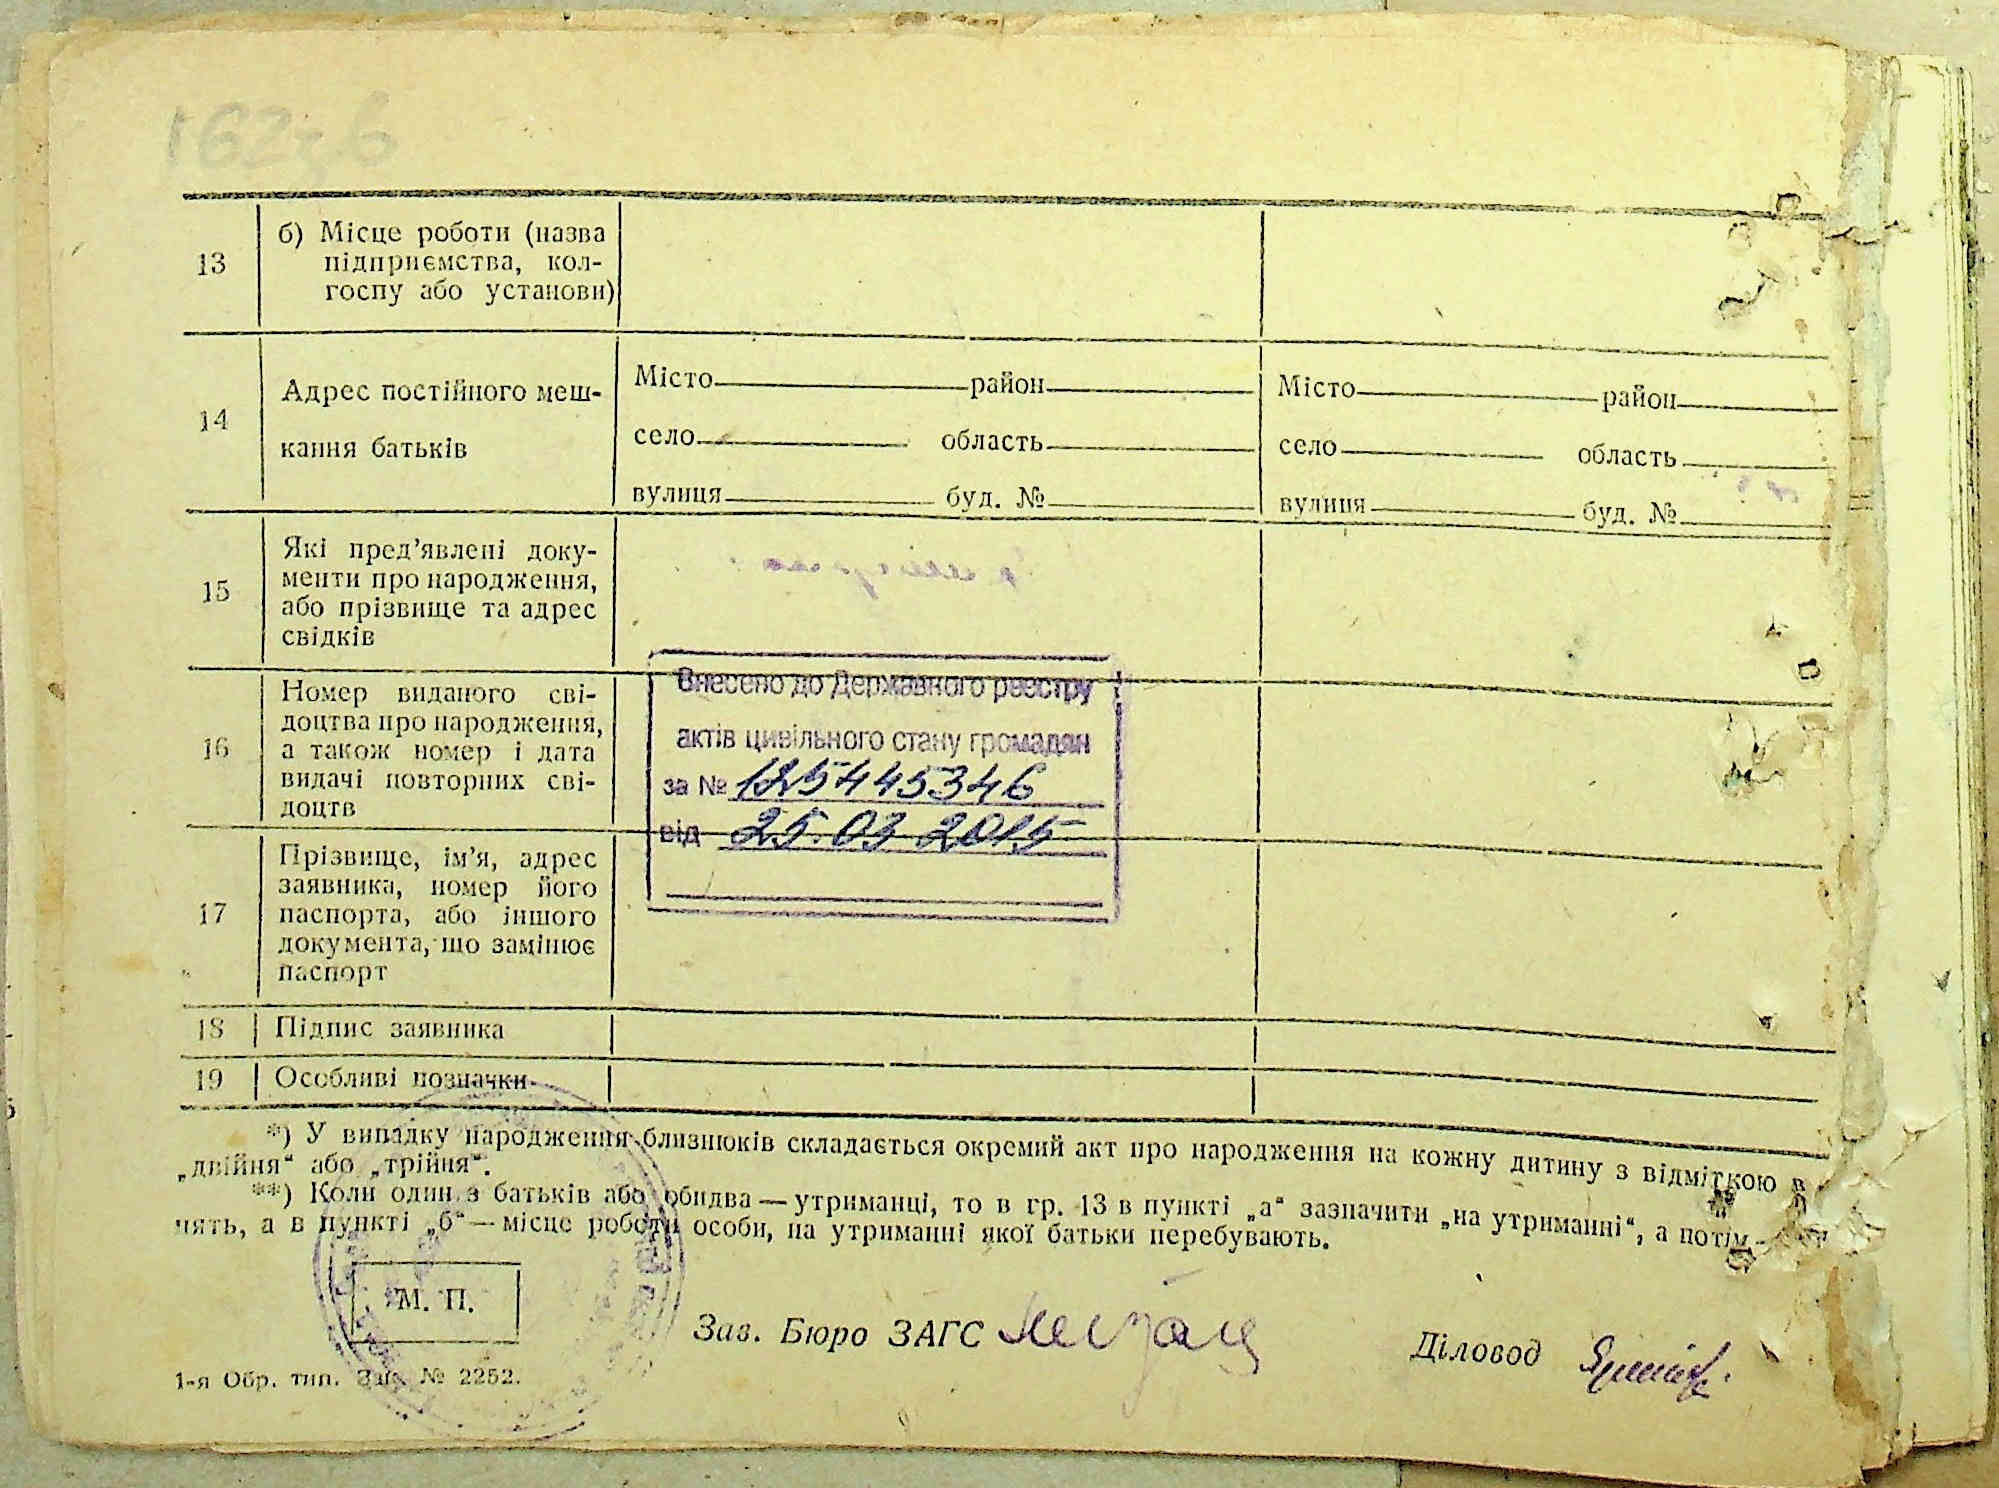 162 z.б
13
б) Місце роботи (назва
підприємства, кол-
госпу або установи)
14
Адрес постійного меш-
кання батьків
Місто район
село область
вулиця буд. №
Місто район
село область
вулиця буд. №
15
Які пред’явлені доку-
менти про народження,
або прізвище та адрес
свідків
16
Номер виданого сві-
доцтва про народження,
а також номер і дата
видачі повторних сві-
доцтв
Внесено до Державного реєстру
актів цивільного стану громадян
за № 125445346
від 25.03 2015
17
Прізвище, ім’я, адрес
заявника, номер його
паспорта, або іншого
документа, що замінює
паспорт
18 Підпис заявника
19 Особливі позначки
*) У випадку народження близнюків складається окремий акт про народження на кожну дитину з відміткою в
„двійня“ або „трійня“.
**) Коли один з батьків або обидва — утриманці, то в гр. 13 в пункті „а“ зазначити „на утриманні“, а потім
нять, а в пункті „б“ — місце роботи особи, на утриманні якої батьки перебувають.
М. П.
Зав. Бюро ЗАГС
Діловод
1-я Обр. тип. Зак. № 2252.